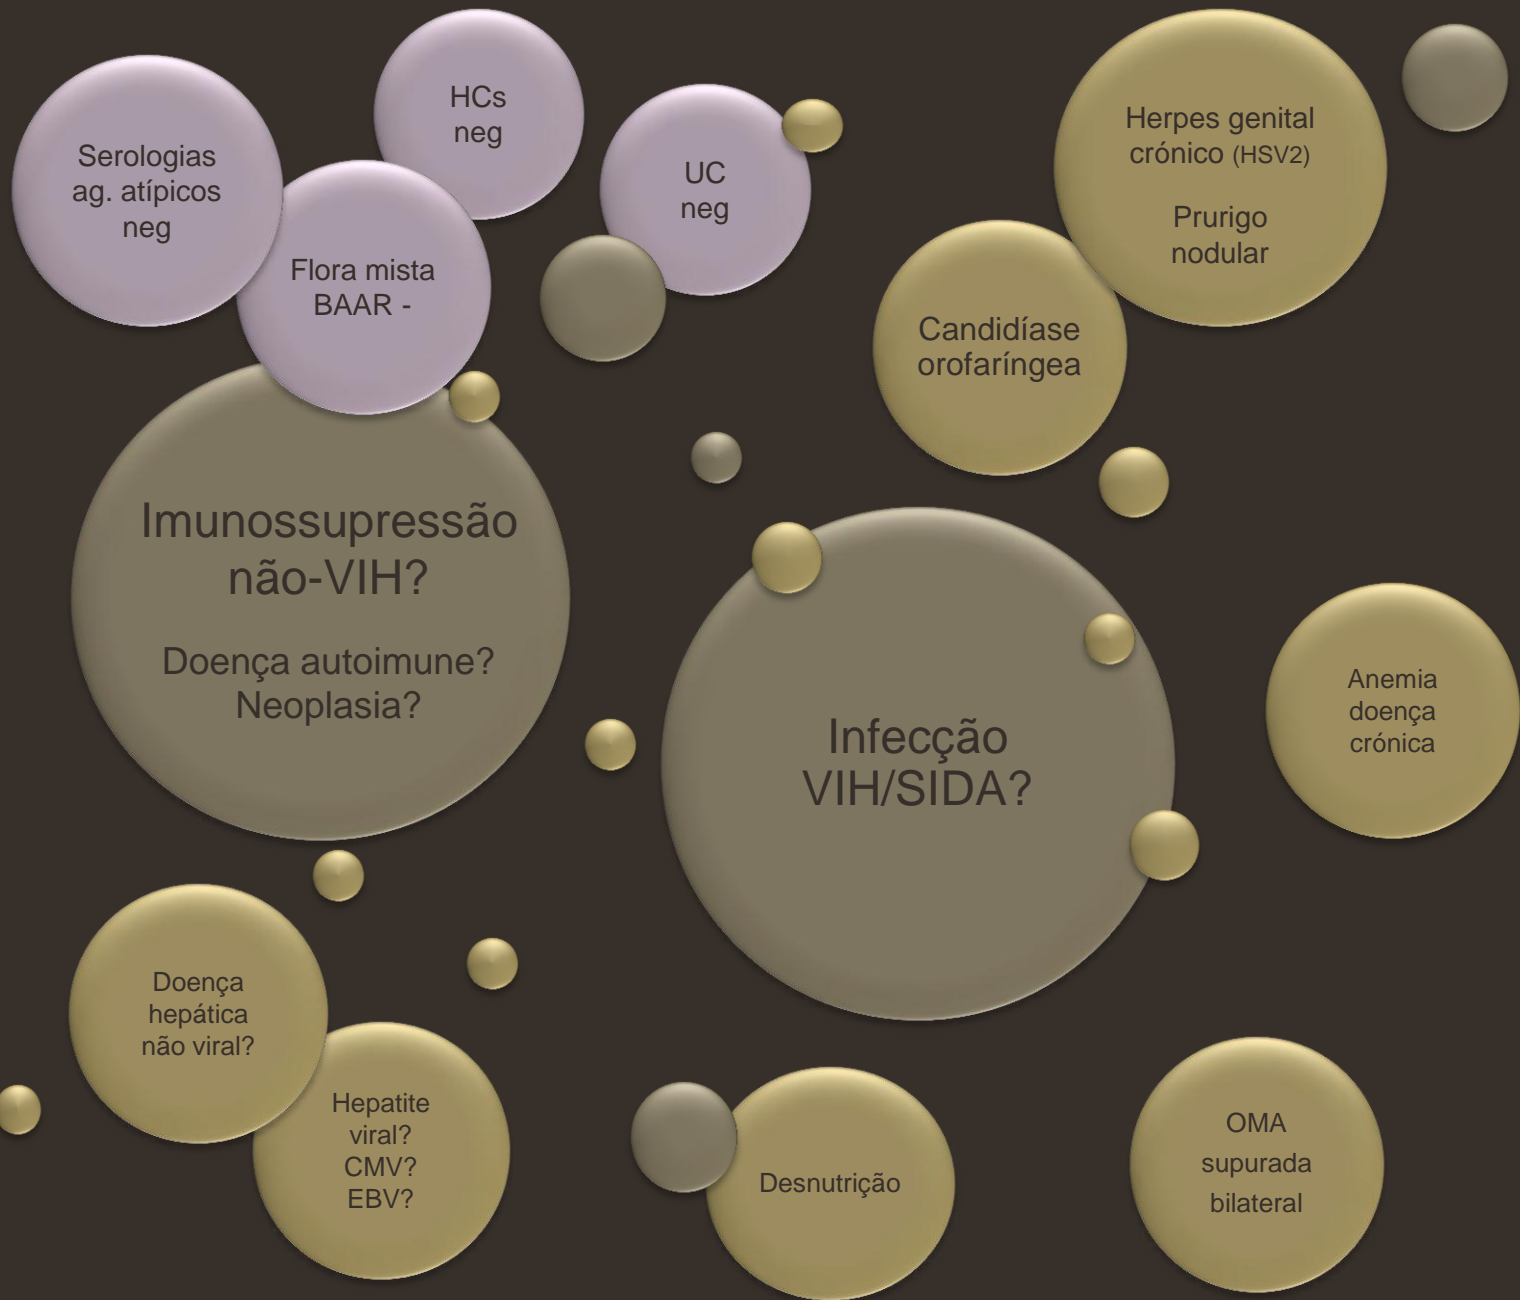 HCs
neg
Serologias
ag. atípicos
neg
UC
neg
Flora mista
BAAR -
Herpes genital
crónico (HSV2)
Prurigo
nodular
Candidíase
orofaríngea
Imunossupressão
não-VIH?
Doença autoimune?
Neoplasia?
Infecção
VIH/SIDA?
Anemia
doença
crónica
Doença
hepática
não viral?
Hepatite
viral?
CMV?
EBV?
Desnutrição
OMA
supurada
bilateral